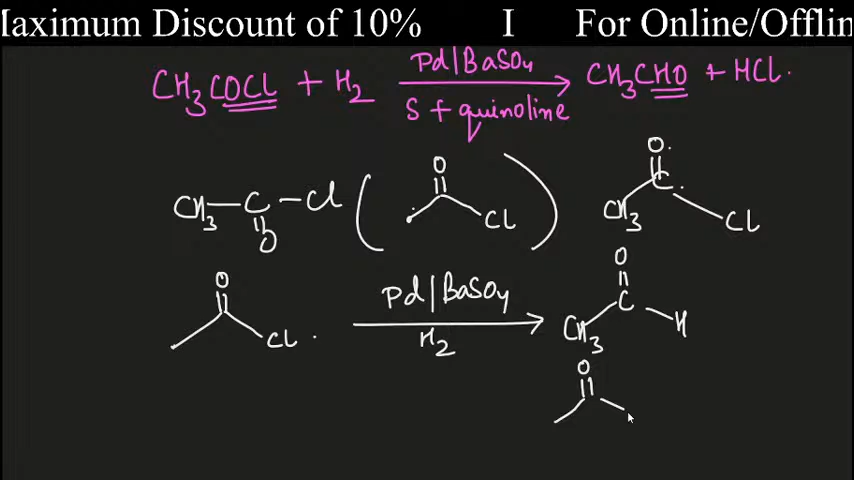 Maximum Discount of 10% I For Online/Offlin
Pd/BaSO4
CH3COCl + H2 CH3CHO + HCl.
S + quinoline
O
CH3-C-Cl
O
O
Cl
O
C
CH3
Cl
O
Cl
Pd/BaSO4
H2
O
C
CH3
H
O